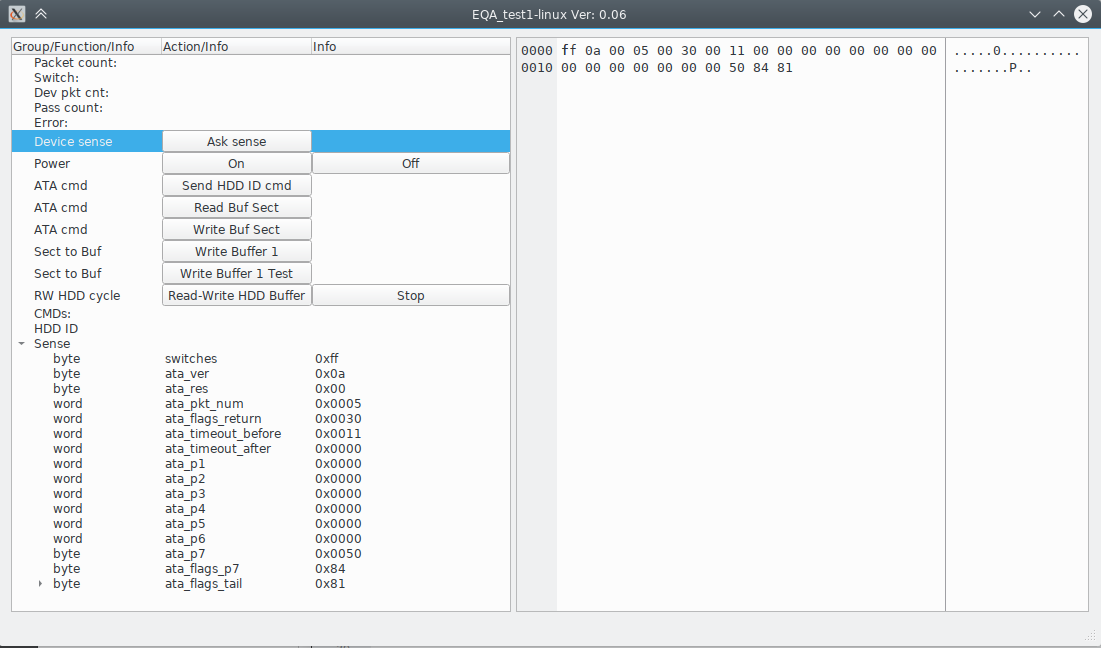 EQA_test1-linux Ver: 0.06
Group/Function/Info Action/Info Info
Packet count:
Switch:
Dev pkt cnt:
Pass count:
Error:
Device sense Ask sense
Power On Off
ATA cmd Send HDD ID cmd
ATA cmd Read Buf Sect
ATA cmd Write Buf Sect
Sect to Buf Write Buffer 1
Sect to Buf Write Buffer 1 Test
RW HDD cycle Read-Write HDD Buffer Stop
CMDs:
HDD ID
Sense
byte switches 0xff
byte ata_ver 0x0a
byte ata_res 0x00
word ata_pkt_num 0x0005
word ata_flags_return 0x0030
word ata_timeout_before 0x0011
word ata_timeout_after 0x0000
word ata_p1 0x0000
word ata_p2 0x0000
word ata_p3 0x0000
word ata_p4 0x0000
word ata_p5 0x0000
word ata_p6 0x0000
byte ata_p7 0x0050
byte ata_flags_p7 0x84
byte ata_flags_tail 0x81
0000 ff 0a 00 05 00 30 00 11 00 00 00 00 00 00 00 00 .....0..........
0010 00 00 00 00 00 00 00 50 84 81 .......P..